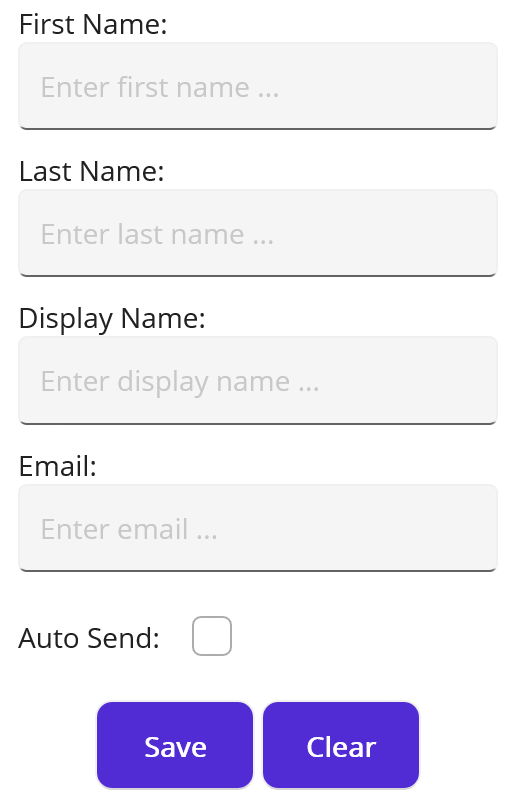 First Name:
Enter first name ...
Last Name:
Enter last name ...
Display Name:
Enter display name ...
Email:
Enter email ...
Auto Send:
Save Clear